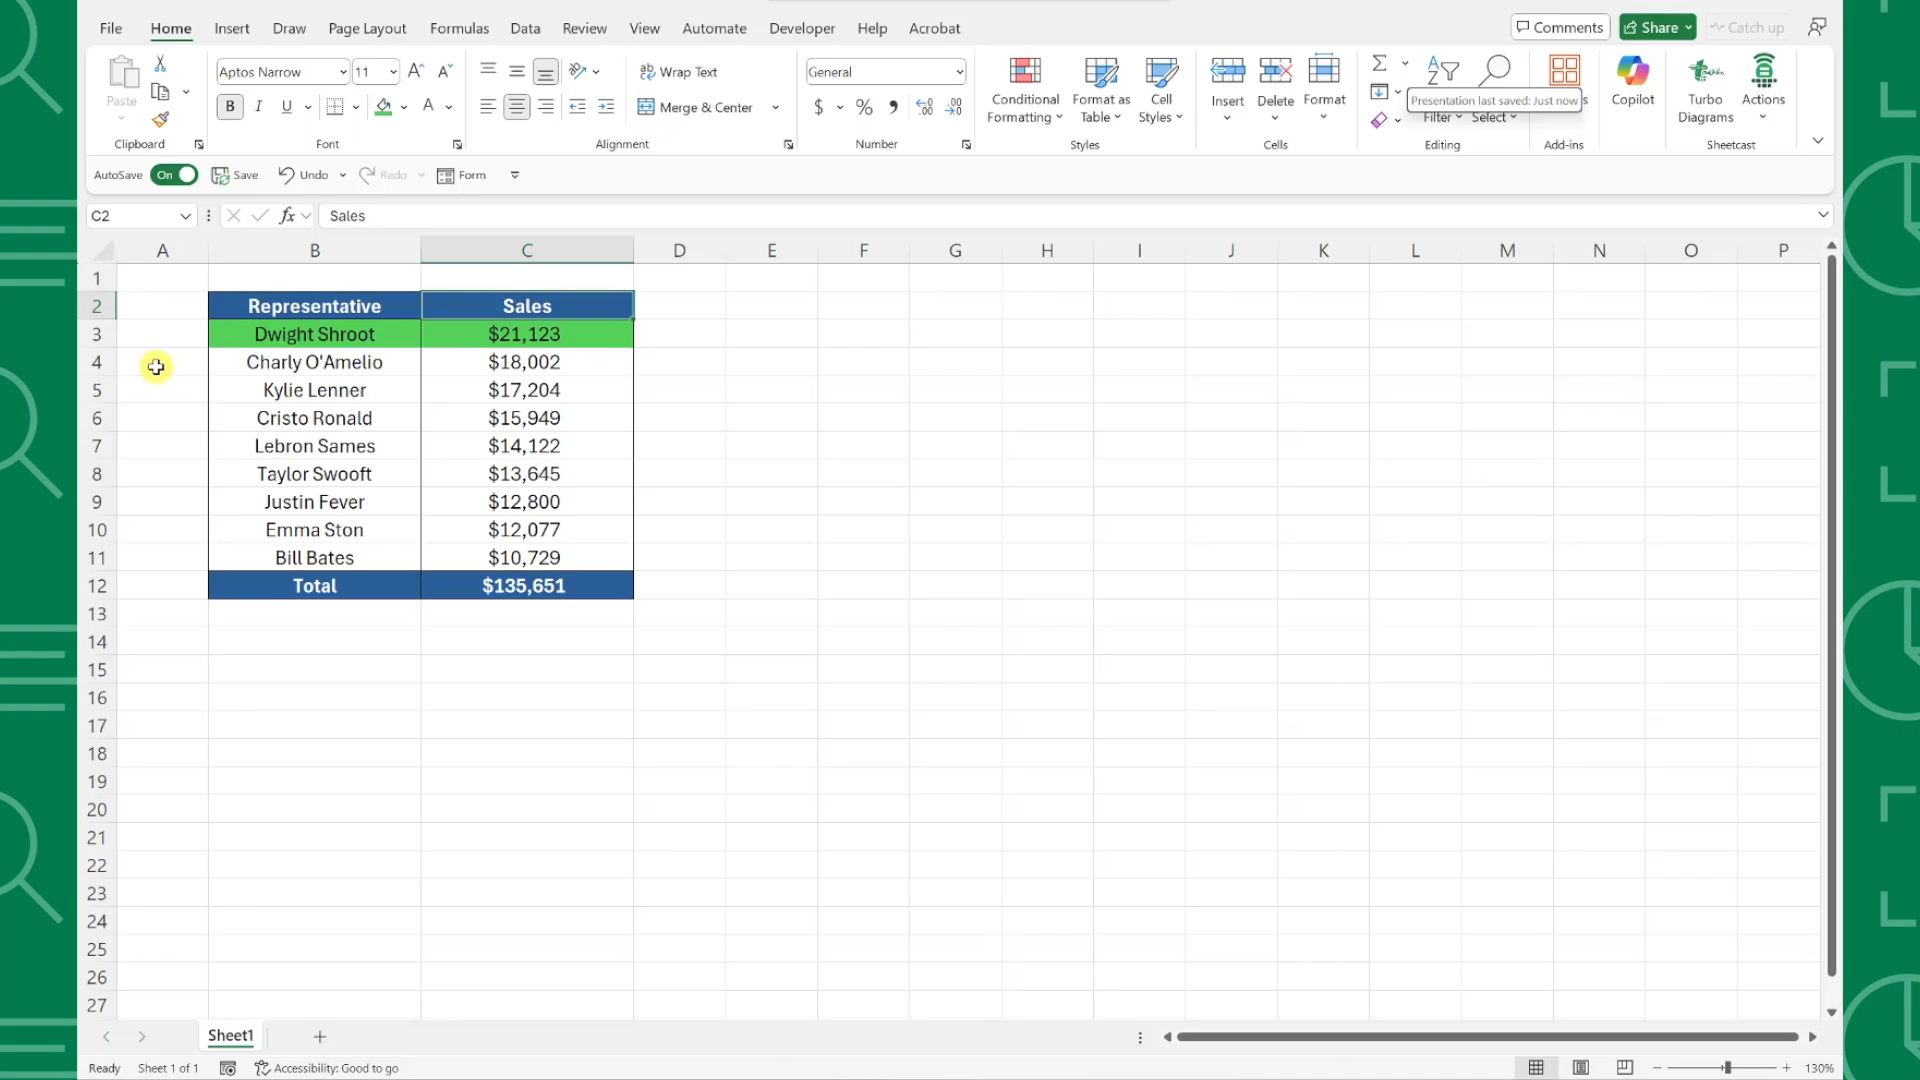 File Home Insert Draw Page Layout Formulas Data Review View Automate Developer Help Acrobat Comments Share Catch up
Paste Aptos Narrow 11 Wrap Text General Conditional Formatting Format as Table Cell Styles Insert Delete Format Presentation last saved: Just now Copilot Turbo Diagrams Actions
B I U Merge & Center $ % Filter Select
Clipboard Font Alignment Number Styles Cells Editing Add-ins Sheetcast
AutoSave On Save Undo Redo Form
C2 fx Sales
A B C D E F G H I J K L M N O P
1
2 Representative Sales
3 Dwight Shroot $21,123
4 Charly O'Amelio $18,002
5 Kylie Lenner $17,204
6 Cristo Ronald $15,949
7 Lebron Sames $14,122
8 Taylor Swooft $13,645
9 Justin Fever $12,800
10 Emma Ston $12,077
11 Bill Bates $10,729
12 Total $135,651
13
14
15
16
17
18
19
20
21
22
23
24
25
26
27
Sheet1
Ready Sheet 1 of 1 Accessibility: Good to go 130%